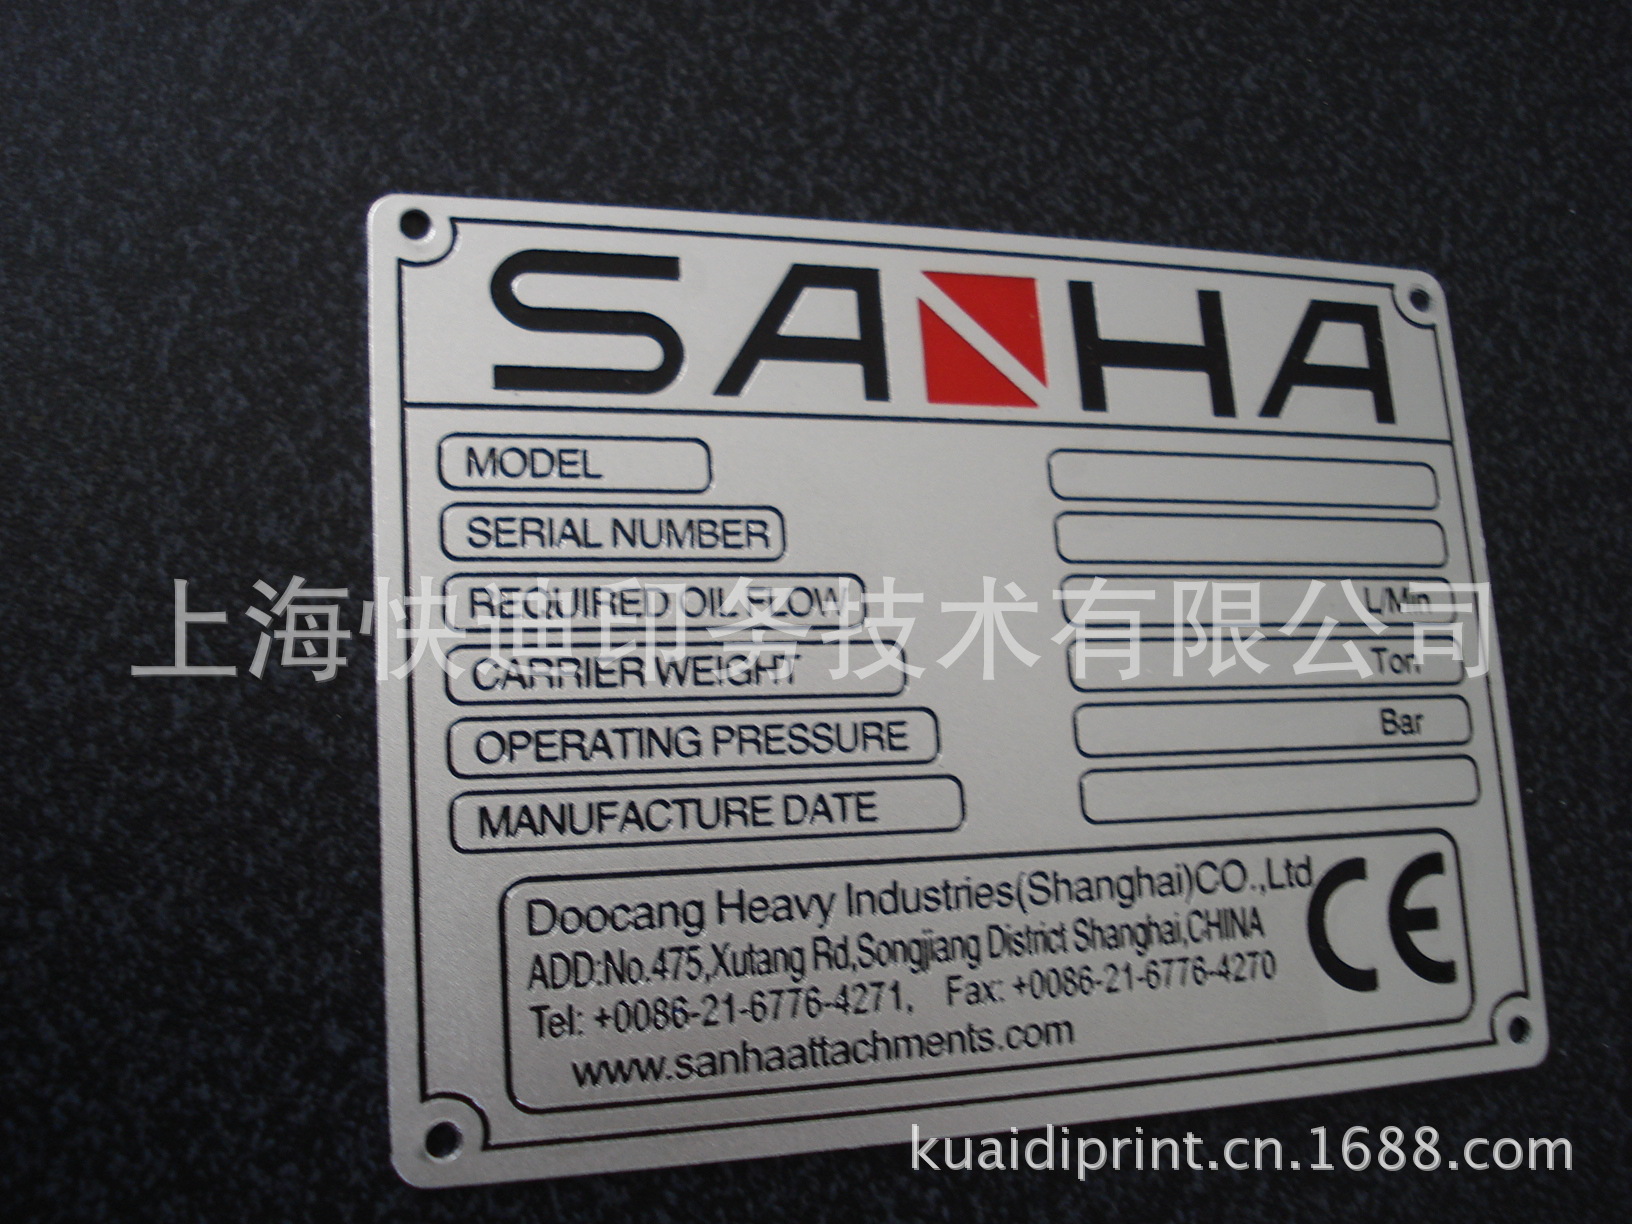 SANHA
MODEL
SERIAL NUMBER
REQUIRED OIL FLOW L/Min
上海快迪印务技术有限公司
CARRIER WEIGHT Ton
OPERATING PRESSURE Bar
MANUFACTURE DATE
Doocang Heavy Industries(Shanghai)CO.,Ltd
ADD:No.475,Xutang Rd,Songjiang District Shanghai,CHINA
Tel: +0086-21-6776-4271, Fax: +0086-21-6776-4270
www.sanhaattachments.com
CE
kuaidiprint.cn.1688.com